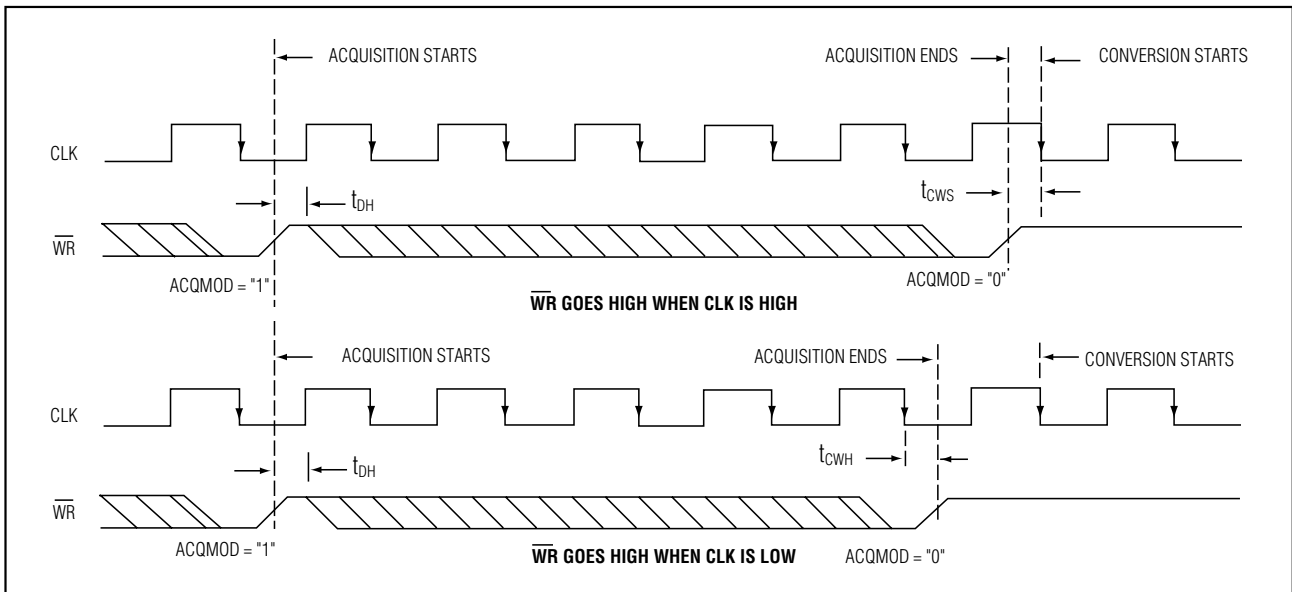 ACQUISITION STARTS
ACQUISITION ENDS
CONVERSION STARTS
CLK
tCWS
tDH
WR
ACQMOD = "1"
ACQMOD = "0"
WR GOES HIGH WHEN CLK IS HIGH
ACQUISITION STARTS
ACQUISITION ENDS
CONVERSION STARTS
CLK
tCWH
tDH
WR
ACQMOD = "1"
WR GOES HIGH WHEN CLK IS LOW
ACQMOD = "0"